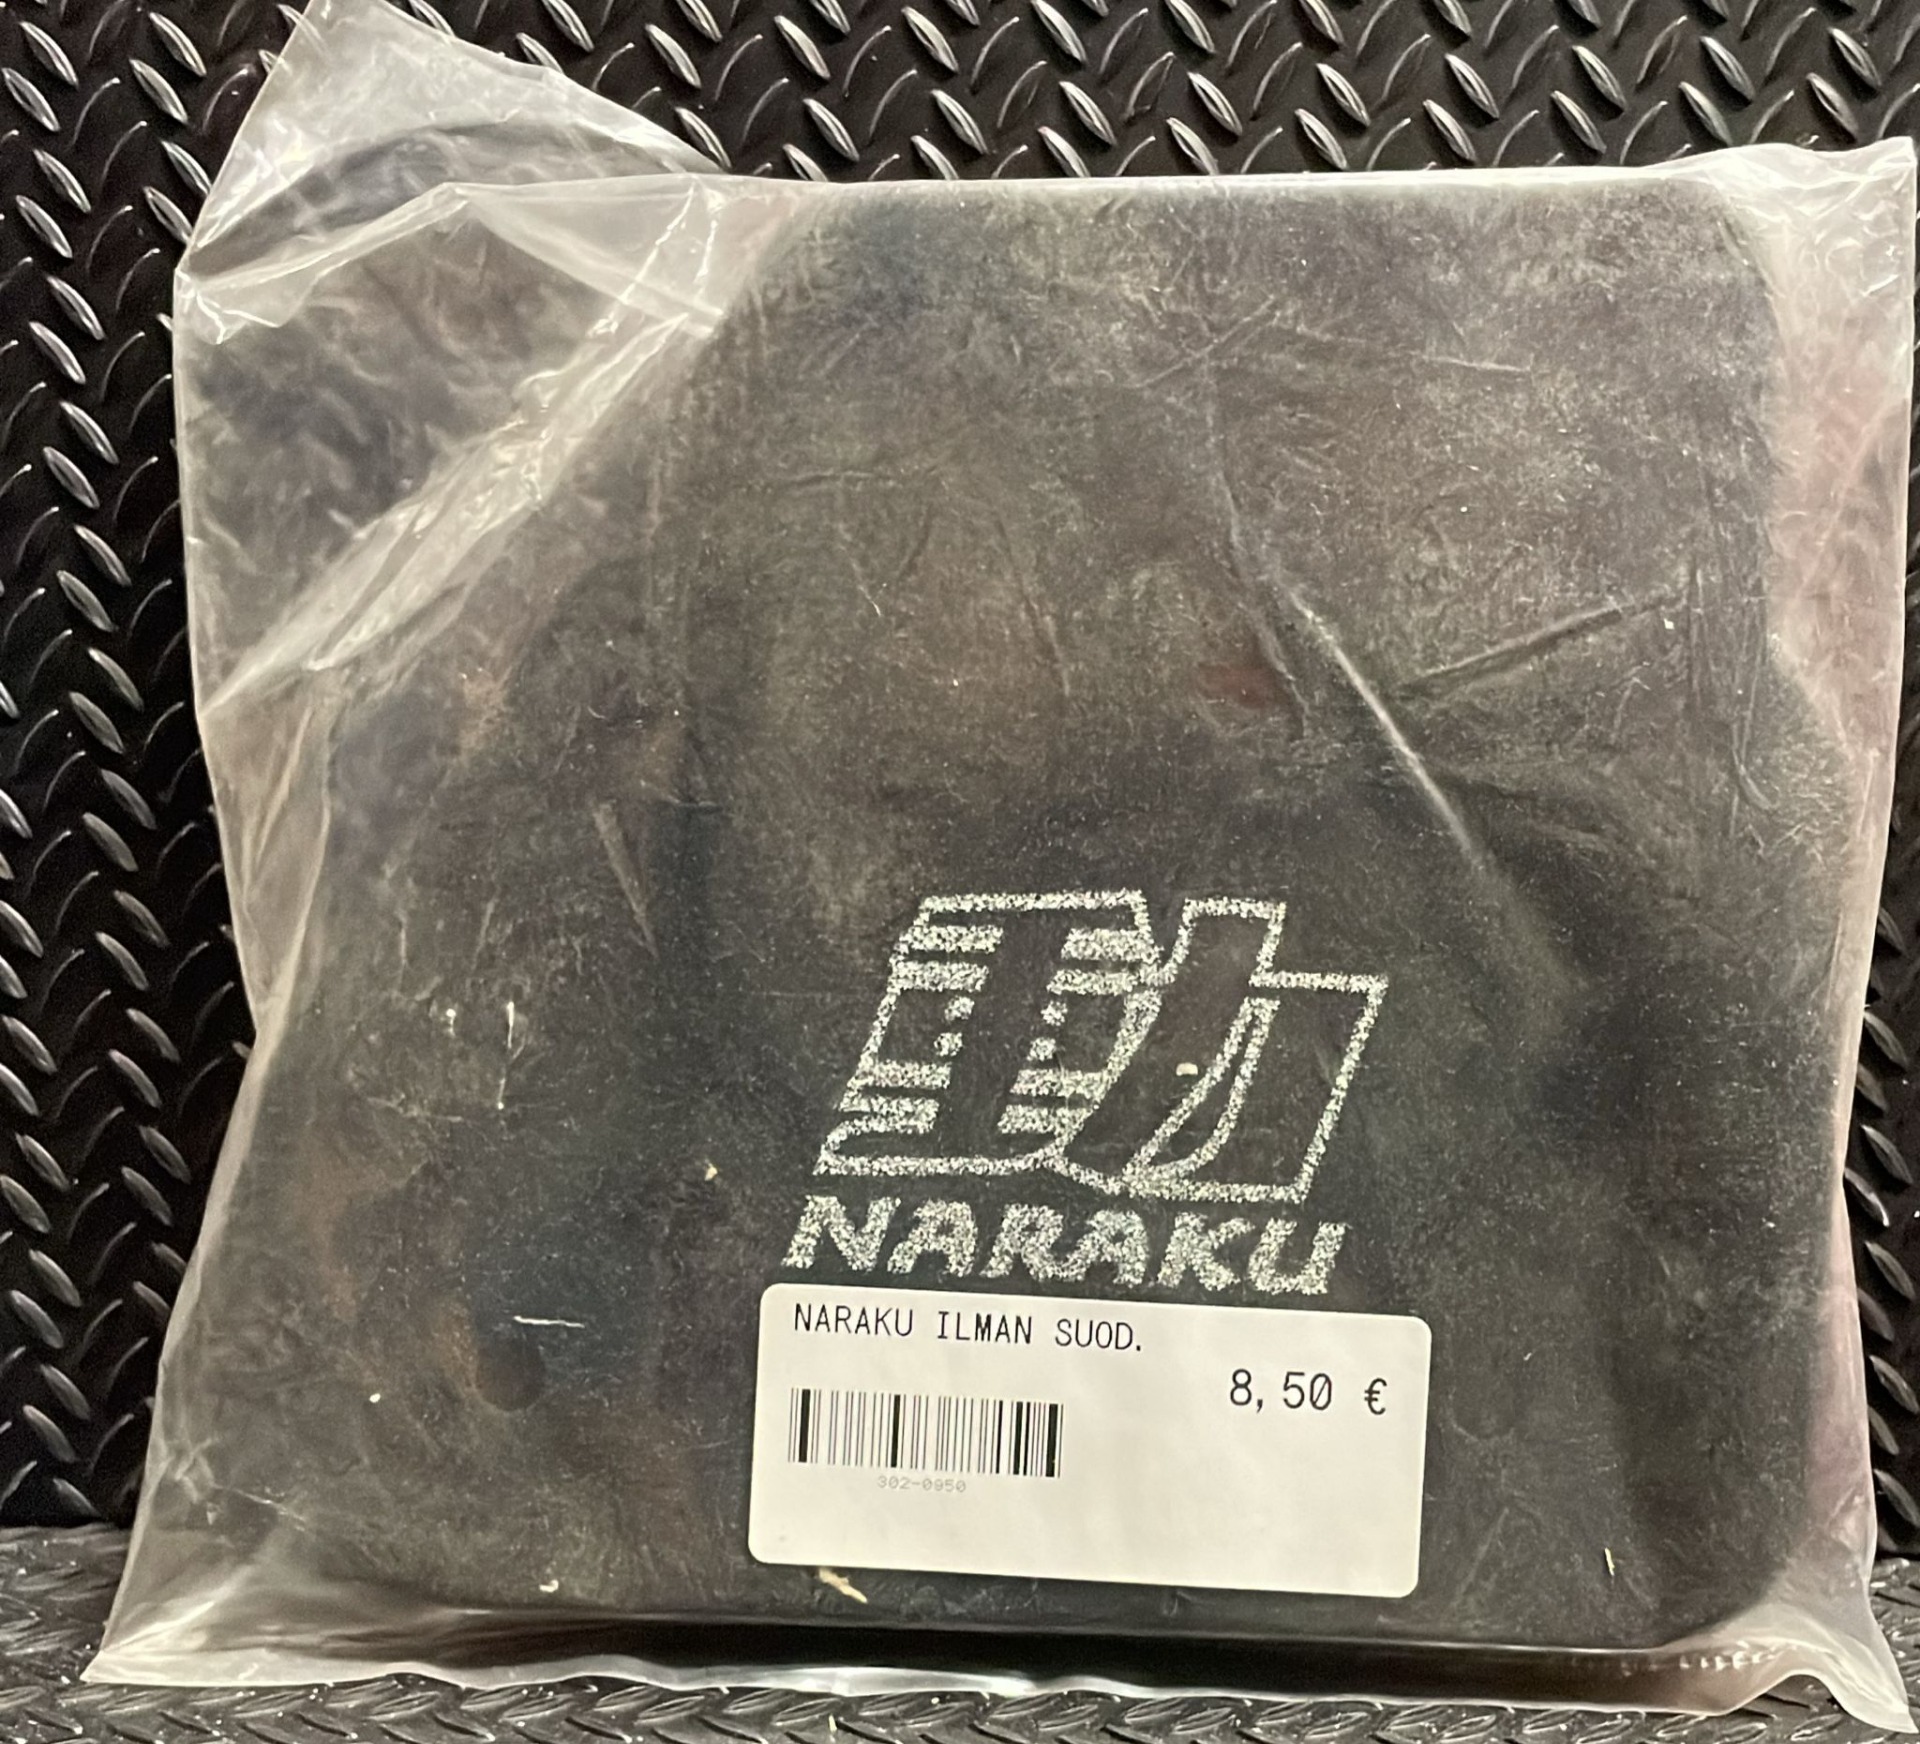 NARAKU
NARAKU ILMAN SUOD.
8,50 €
302-0950